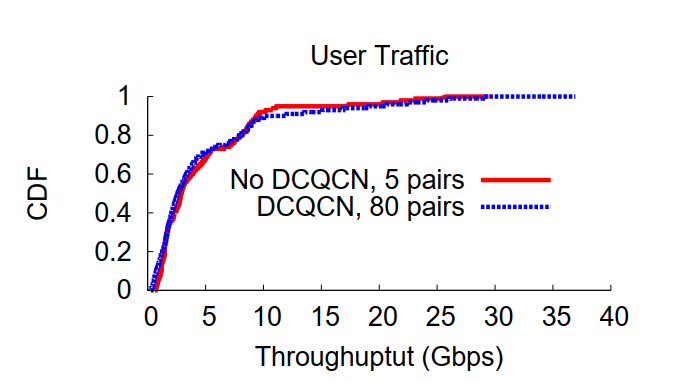 User Traffic
1
0.8
0.6
0.4
0.2
0
CDF
No DCQCN, 5 pairs
DCQCN, 80 pairs
0 5 10 15 20 25 30 35 40
Throughuptut (Gbps)